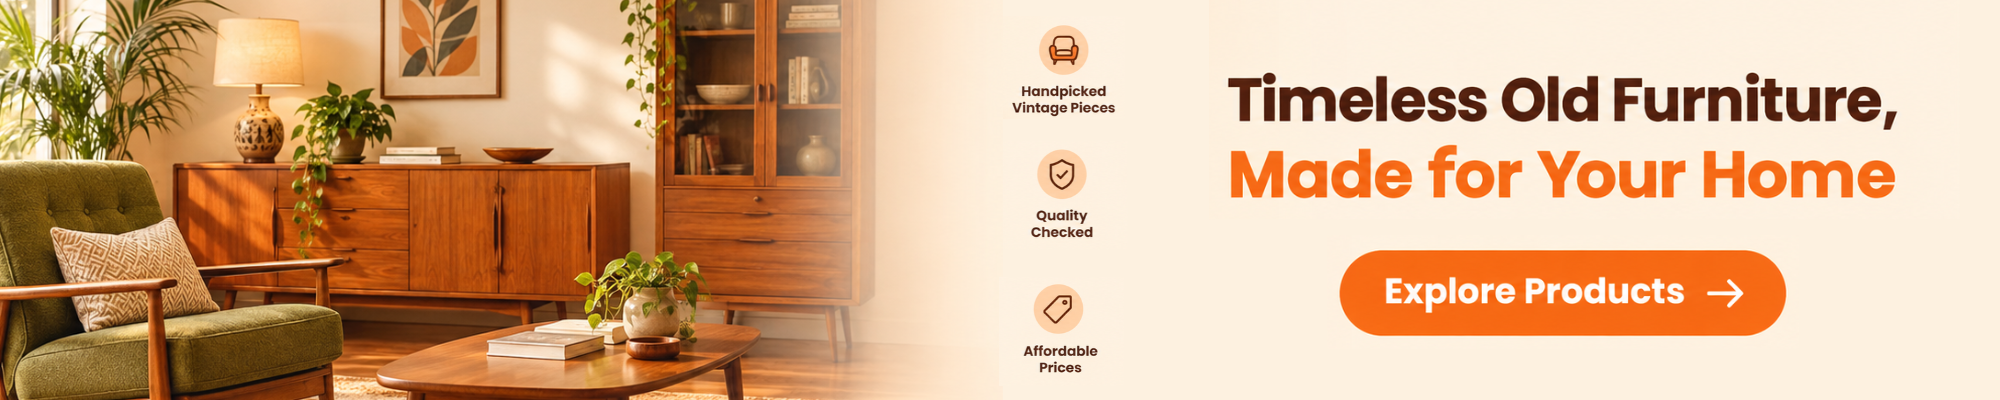 Handpicked
Vintage Pieces
Quality
Checked
Affordable
Prices
Timeless Old Furniture,
Made for Your Home
Explore Products →